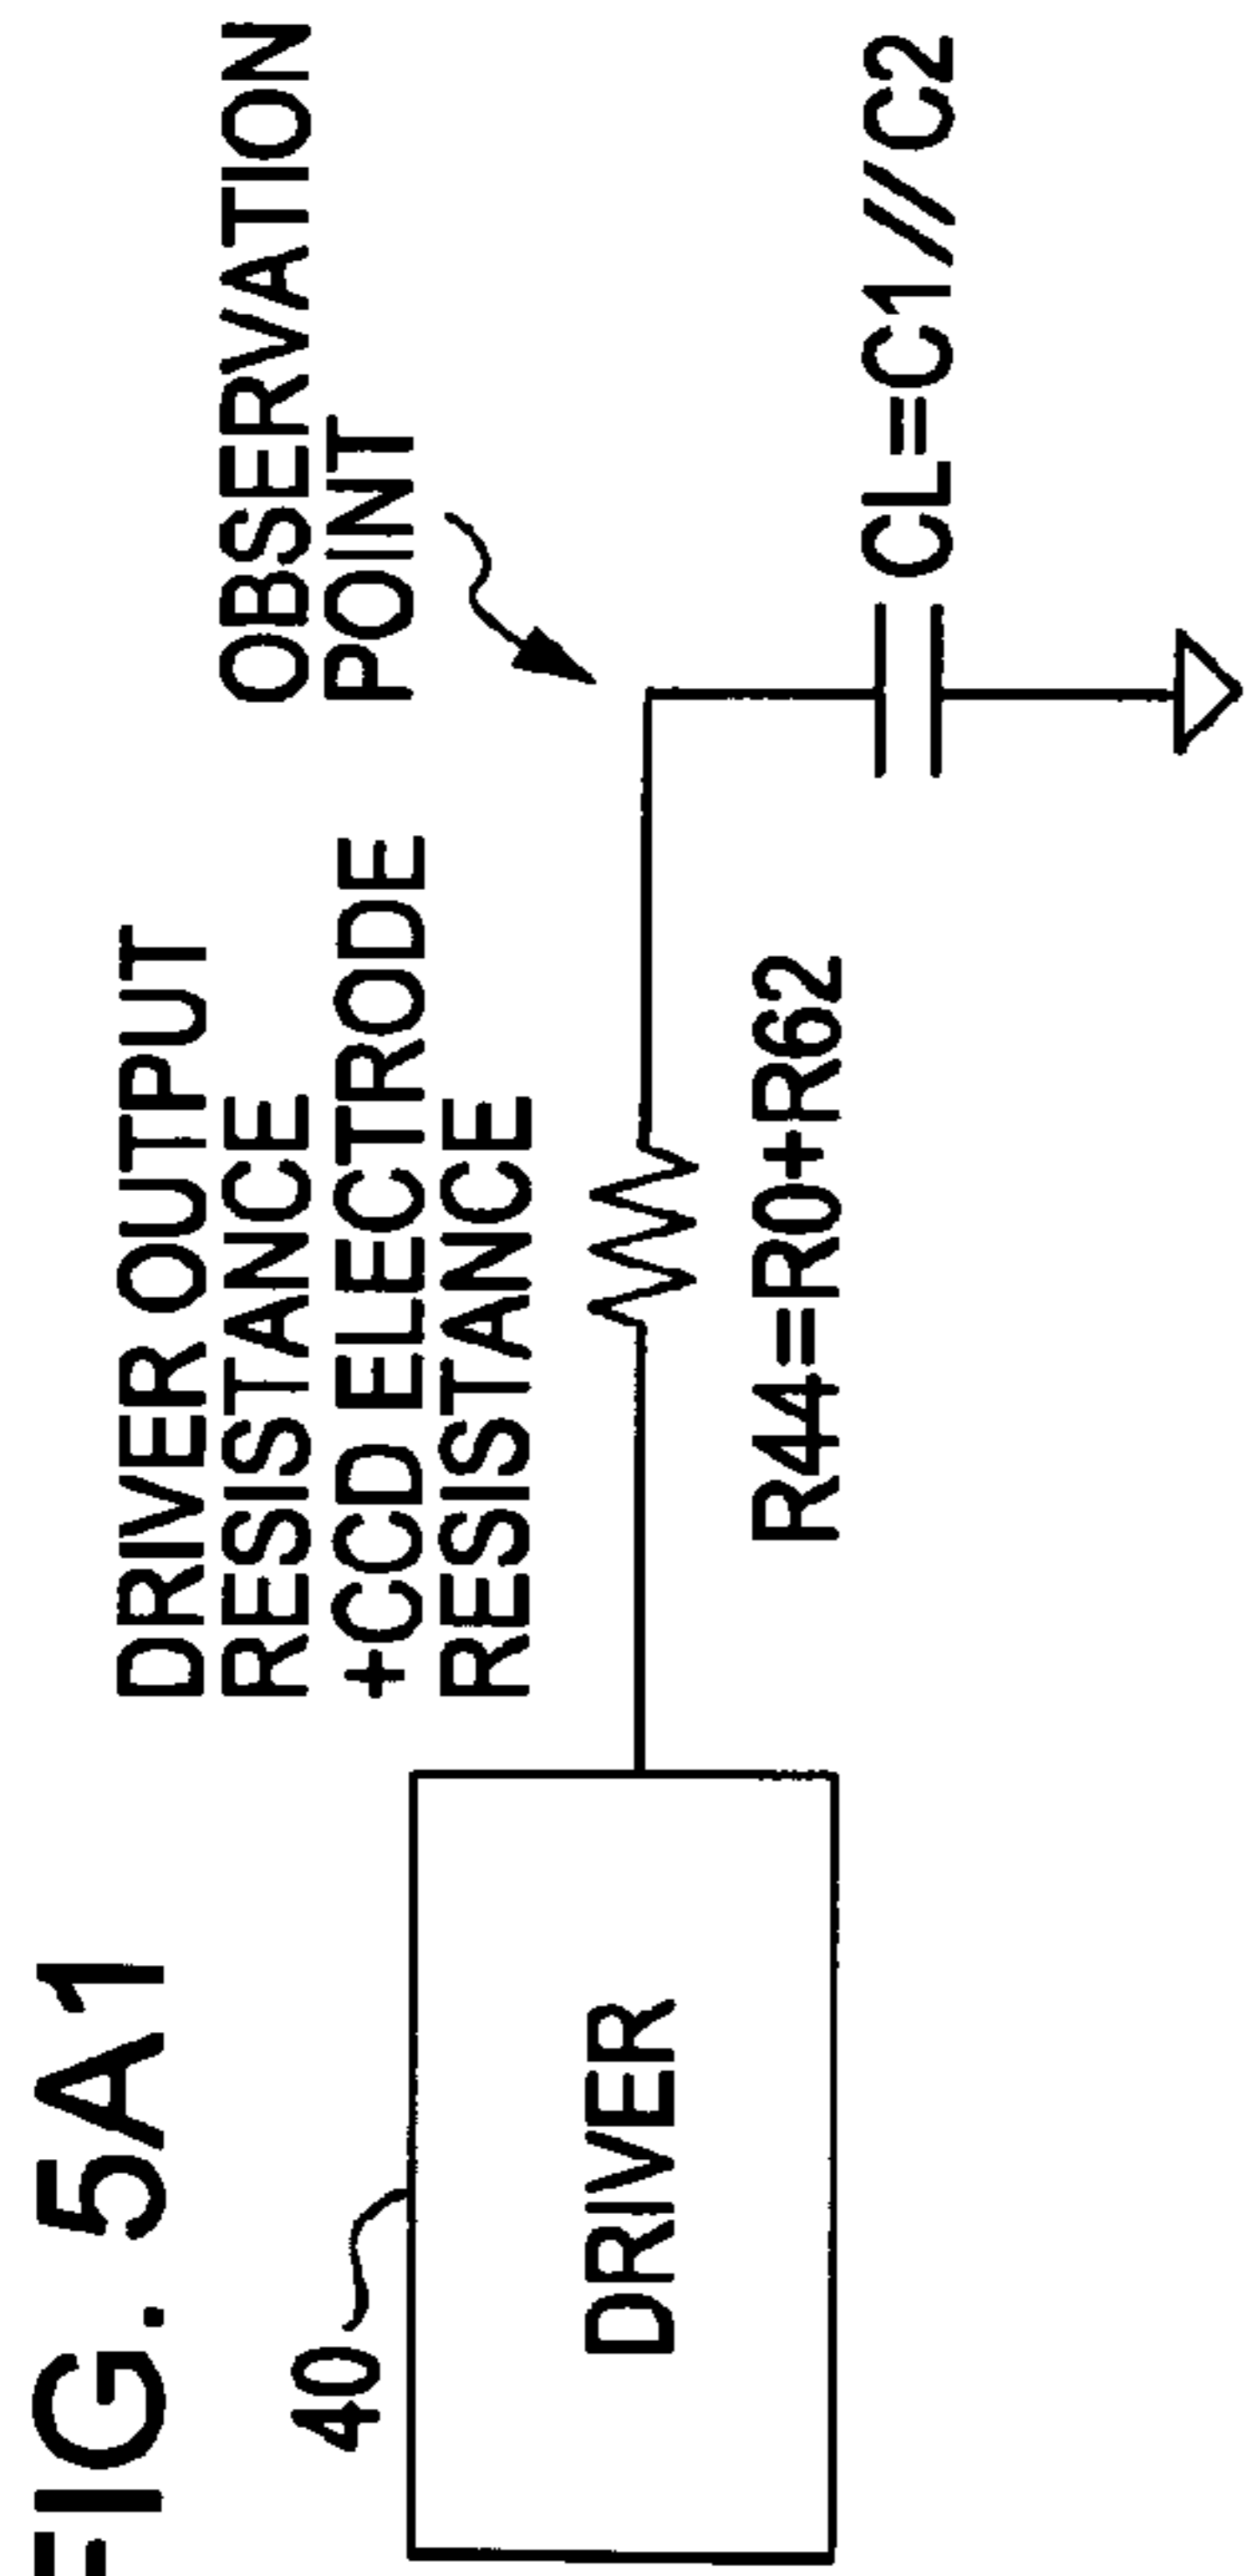 FIG. 5A1
DRIVER OUTPUT
RESISTANCE
+CCD ELECTRODE
RESISTANCE
OBSERVATION
POINT
40
DRIVER
R44=R0+R62
CL=C1//C2